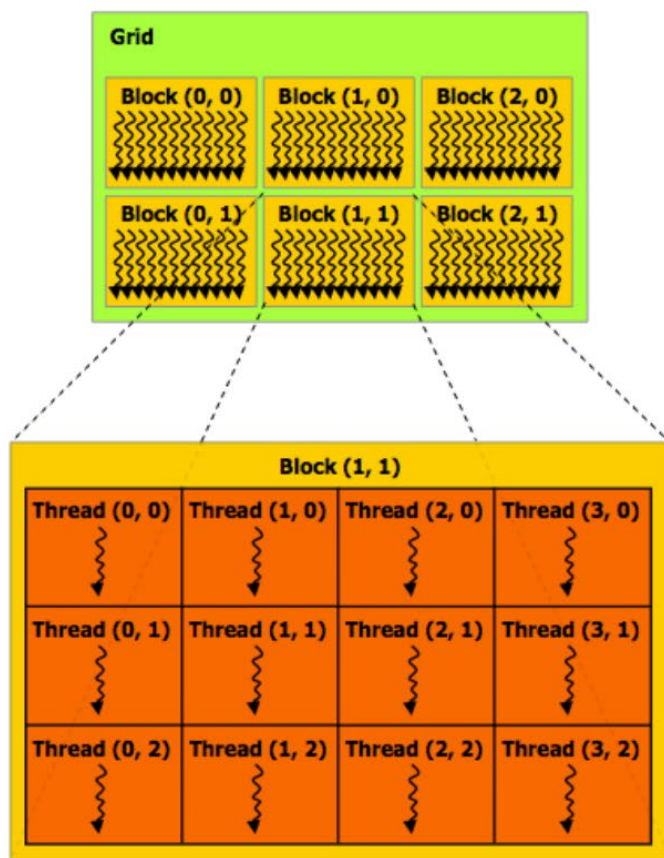 Grid
Block (0, 0) Block (1, 0) Block (2, 0)
Block (0, 1) Block (1, 1) Block (2, 1)
Block (1, 1)
Thread (0, 0) Thread (1, 0) Thread (2, 0) Thread (3, 0)
Thread (0, 1) Thread (1, 1) Thread (2, 1) Thread (3, 1)
Thread (0, 2) Thread (1, 2) Thread (2, 2) Thread (3, 2)